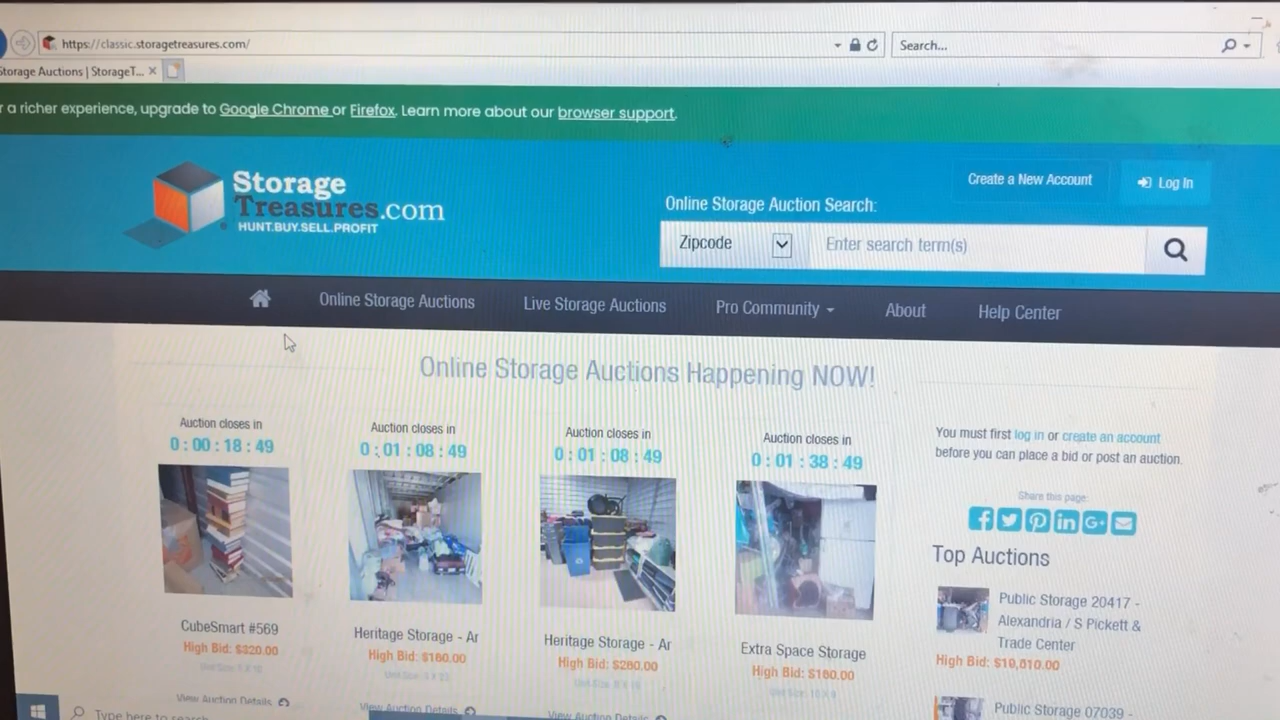 https://classic.storagetreasures.com/
Search...
Storage Auctions | StorageT...
r a richer experience, upgrade to Google Chrome or Firefox. Learn more about our browser support.
Storage
Treasures.com
HUNT.BUY.SELL.PROFIT
Create a New Account
Log In
Online Storage Auction Search:
Zipcode
Enter search term(s)
Online Storage Auctions
Live Storage Auctions
Pro Community
About
Help Center
Online Storage Auctions Happening NOW!
Auction closes in
0 : 00 : 18 : 49
CubeSmart #569
High Bid: $320.00
View Auction Details
Auction closes in
0 : 01 : 08 : 49
Heritage Storage - Ar
High Bid: $160.00
View Auction Details
Auction closes in
0 : 01 : 08 : 49
Heritage Storage - Ar
High Bid: $260.00
View Auction Details
Auction closes in
0 : 01 : 38 : 49
Extra Space Storage
High Bid: $160.00
You must first log in or create an account
before you can place a bid or post an auction.
Share this page:
Top Auctions
Public Storage 20417 -
Alexandria / S Pickett &
Trade Center
High Bid: $10,010.00
Public Storage 07039 -
Type here to search